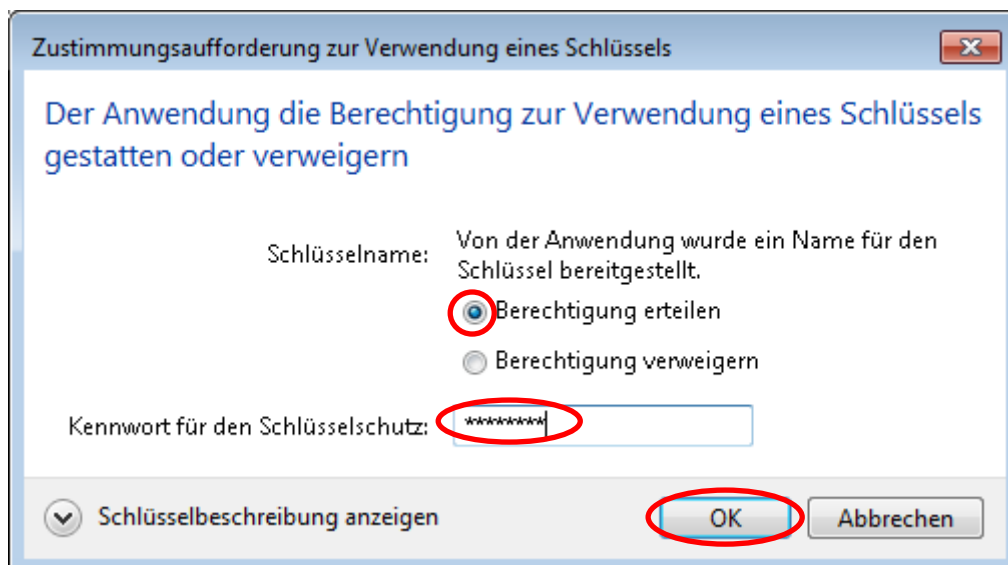 Zustimmungsaufforderung zur Verwendung eines Schlüssels
Der Anwendung die Berechtigung zur Verwendung eines Schlüssels
gestatten oder verweigern
Schlüsselname:
Von der Anwendung wurde ein Name für den
Schlüssel bereitgestellt.
Berechtigung erteilen
Berechtigung verweigern
Kennwort für den Schlüsselschutz: ********
Schlüsselbeschreibung anzeigen
OK
Abbrechen